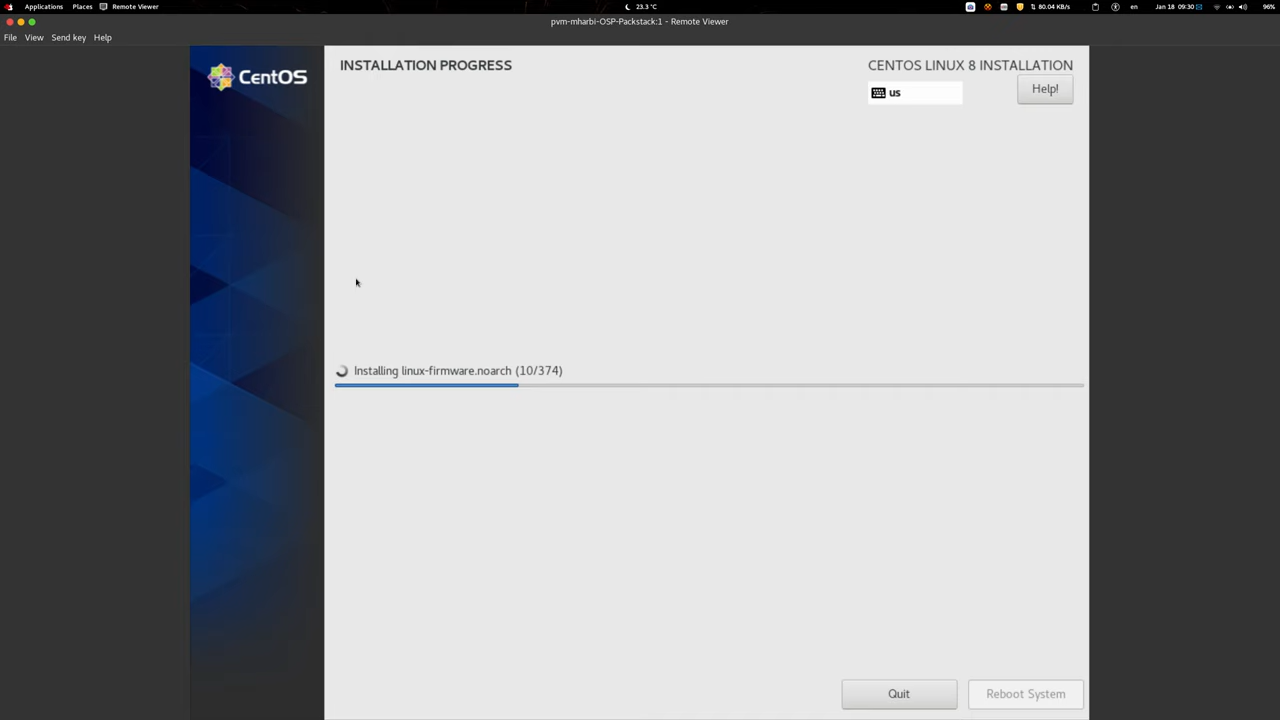 Applications Places Remote Viewer 23.3 °C 80.04 KB/s en Jan 18 09:30 96%
pvm-mharbi-OSP-Packstack:1 - Remote Viewer
File View Send key Help
CentOS
INSTALLATION PROGRESS
CENTOS LINUX 8 INSTALLATION
us
Help!
Installing linux-firmware.noarch (10/374)
Quit
Reboot System